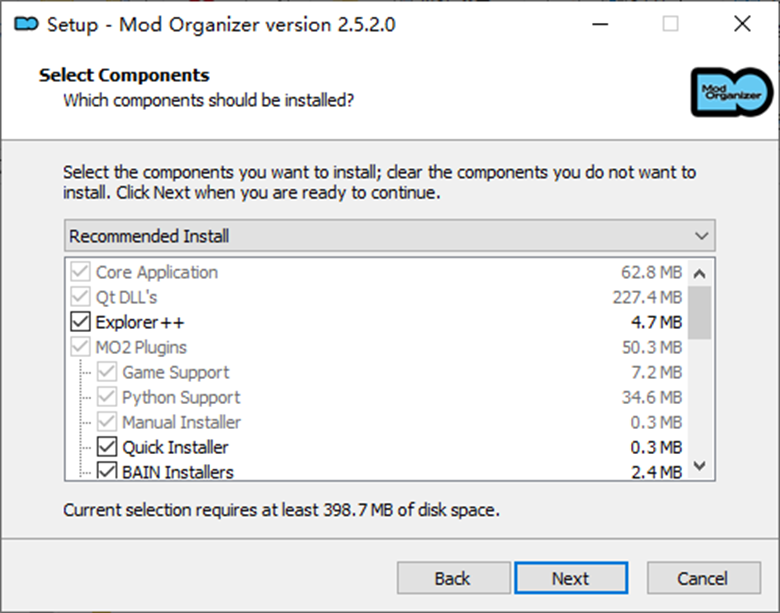 Setup - Mod Organizer version 2.5.2.0
Select Components
Which components should be installed?
Mod
Organizer
Select the components you want to install; clear the components you do not want to
install. Click Next when you are ready to continue.
Recommended Install
Core Application 62.8 MB
Qt DLL's 227.4 MB
Explorer++ 4.7 MB
MO2 Plugins 50.3 MB
Game Support 7.2 MB
Python Support 34.6 MB
Manual Installer 0.3 MB
Quick Installer 0.3 MB
BAIN Installers 2.4 MB
Current selection requires at least 398.7 MB of disk space.
Back Next Cancel